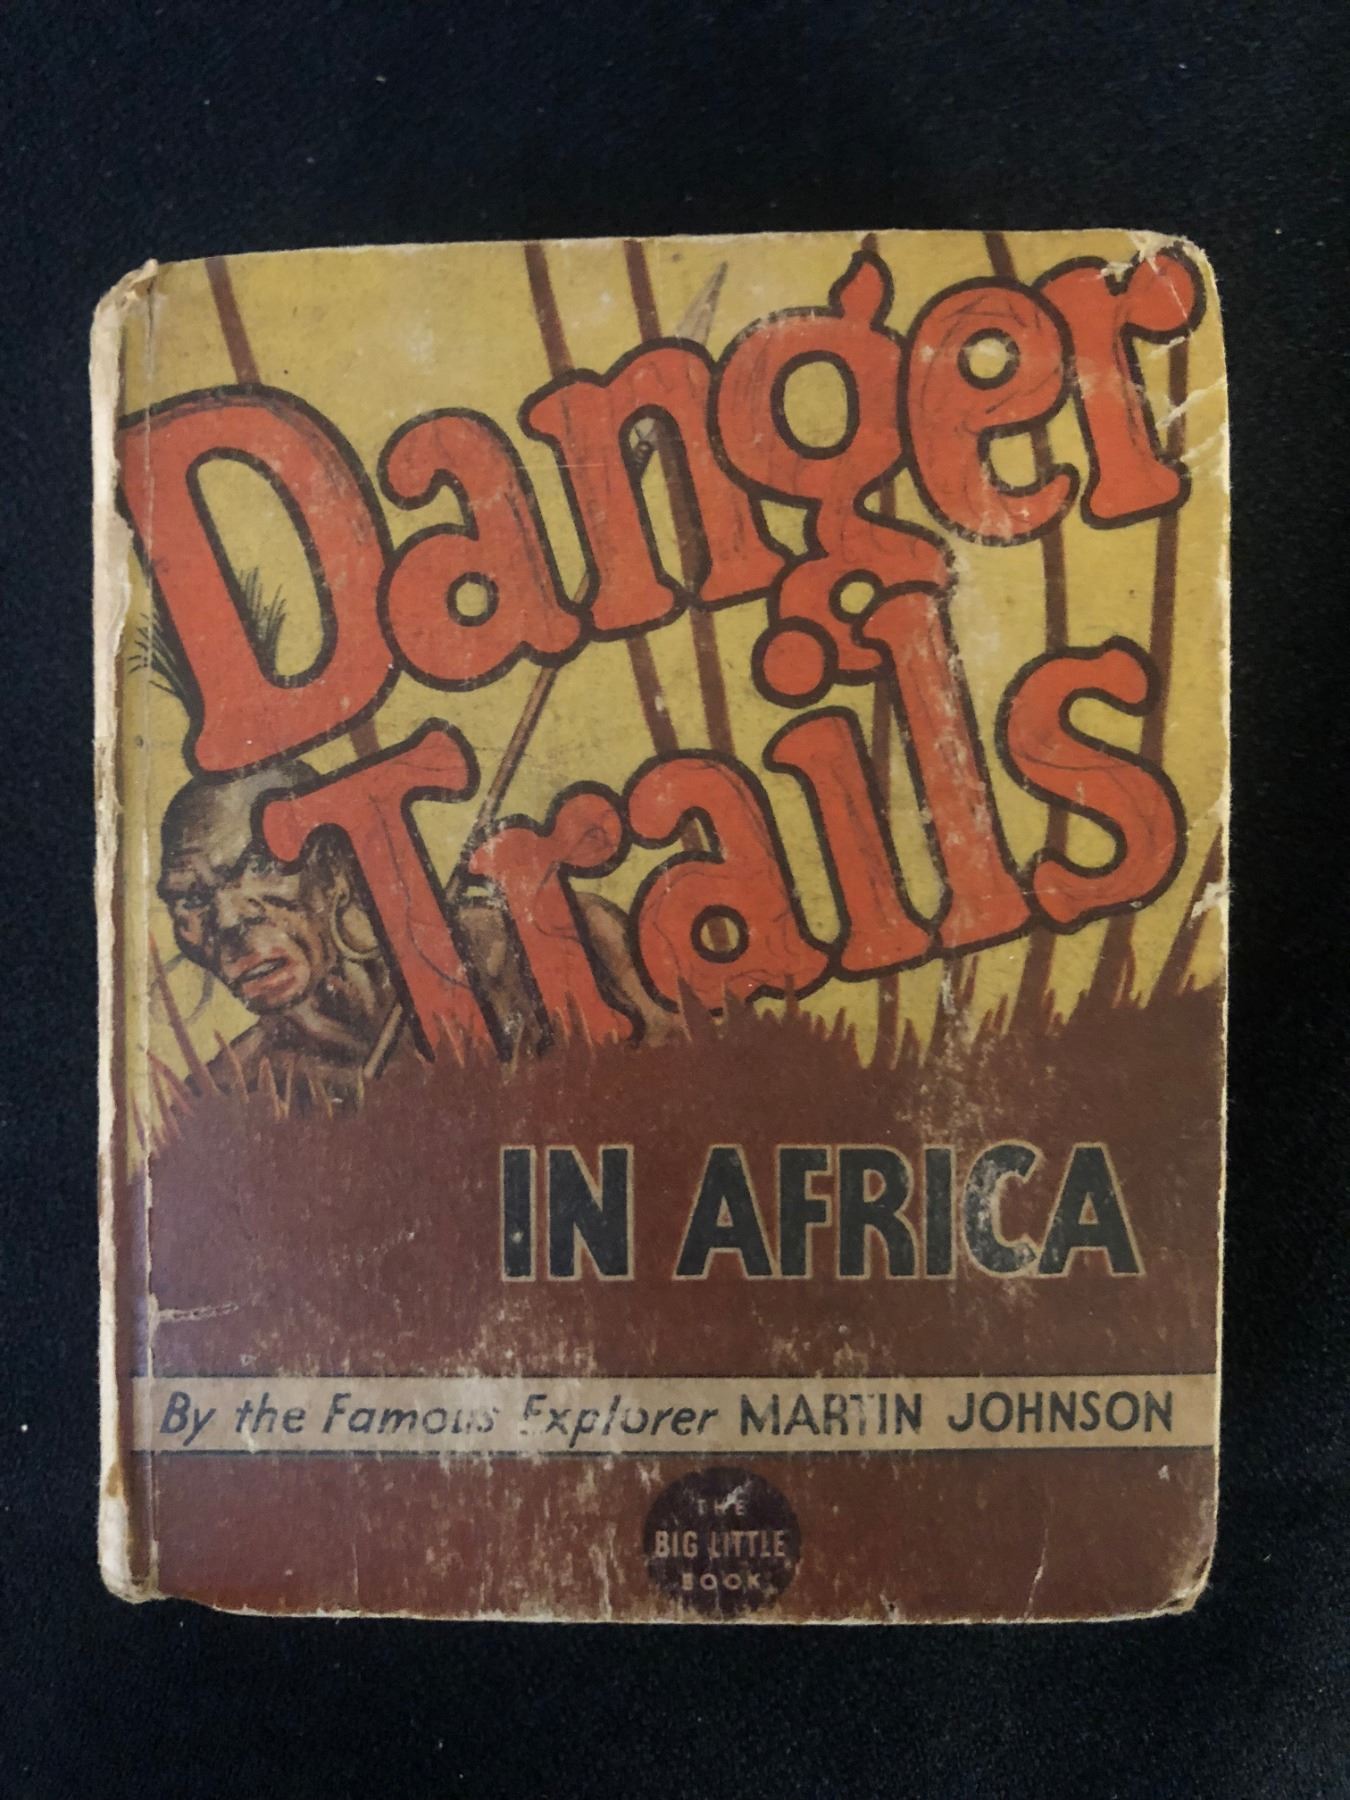 Danger
Trails
IN AFRICA
By the Famous Explorer MARTIN JOHNSON
THE
BIG LITTLE
BOOK